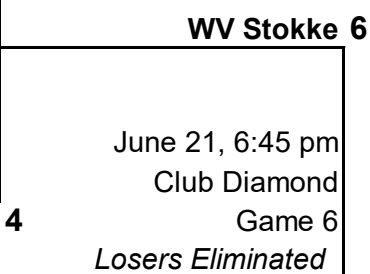 WV Stokke 6
June 21, 6:45 pm
Club Diamond
4 Game 6
Losers Eliminated